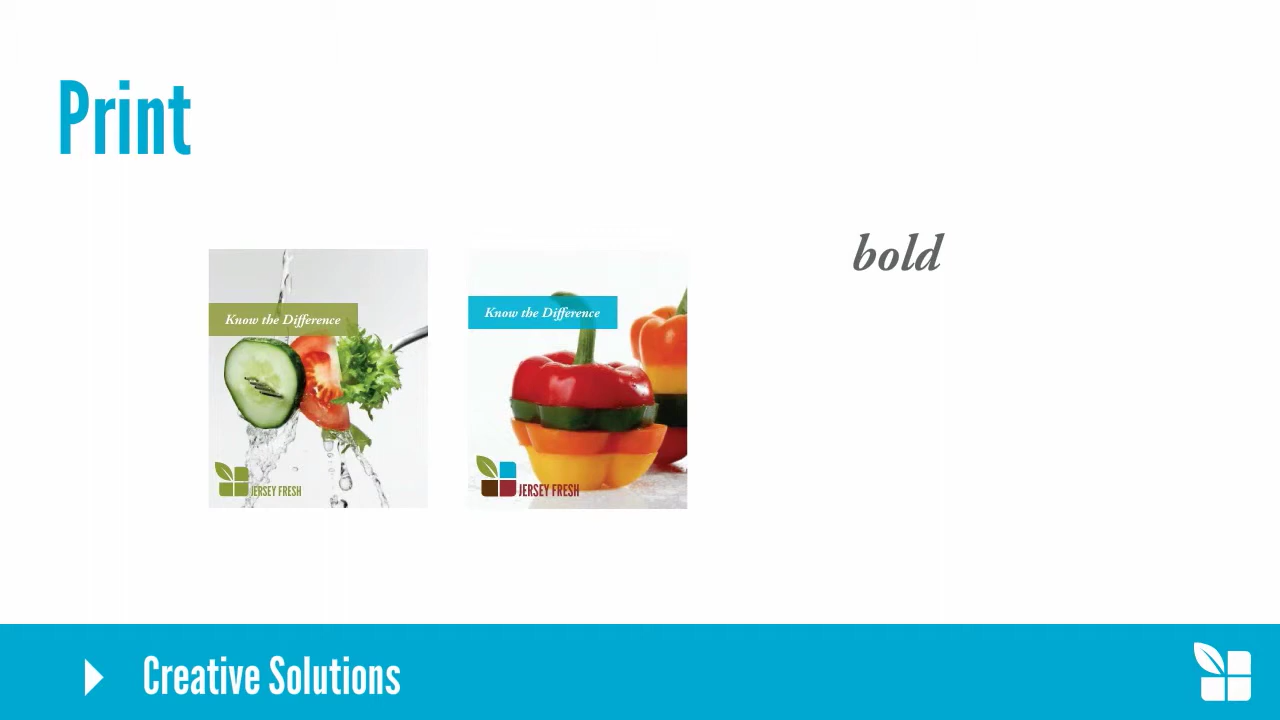 Print
bold
Know the Difference
Know the Difference
JERSEY FRESH
JERSEY FRESH
Creative Solutions